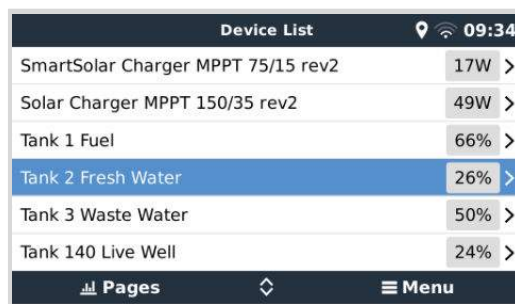 Device List 09:34
SmartSolar Charger MPPT 75/15 rev2 17W
Solar Charger MPPT 150/35 rev2 49W
Tank 1 Fuel 66%
Tank 2 Fresh Water 26%
Tank 3 Waste Water 50%
Tank 140 Live Well 24%
Pages Menu